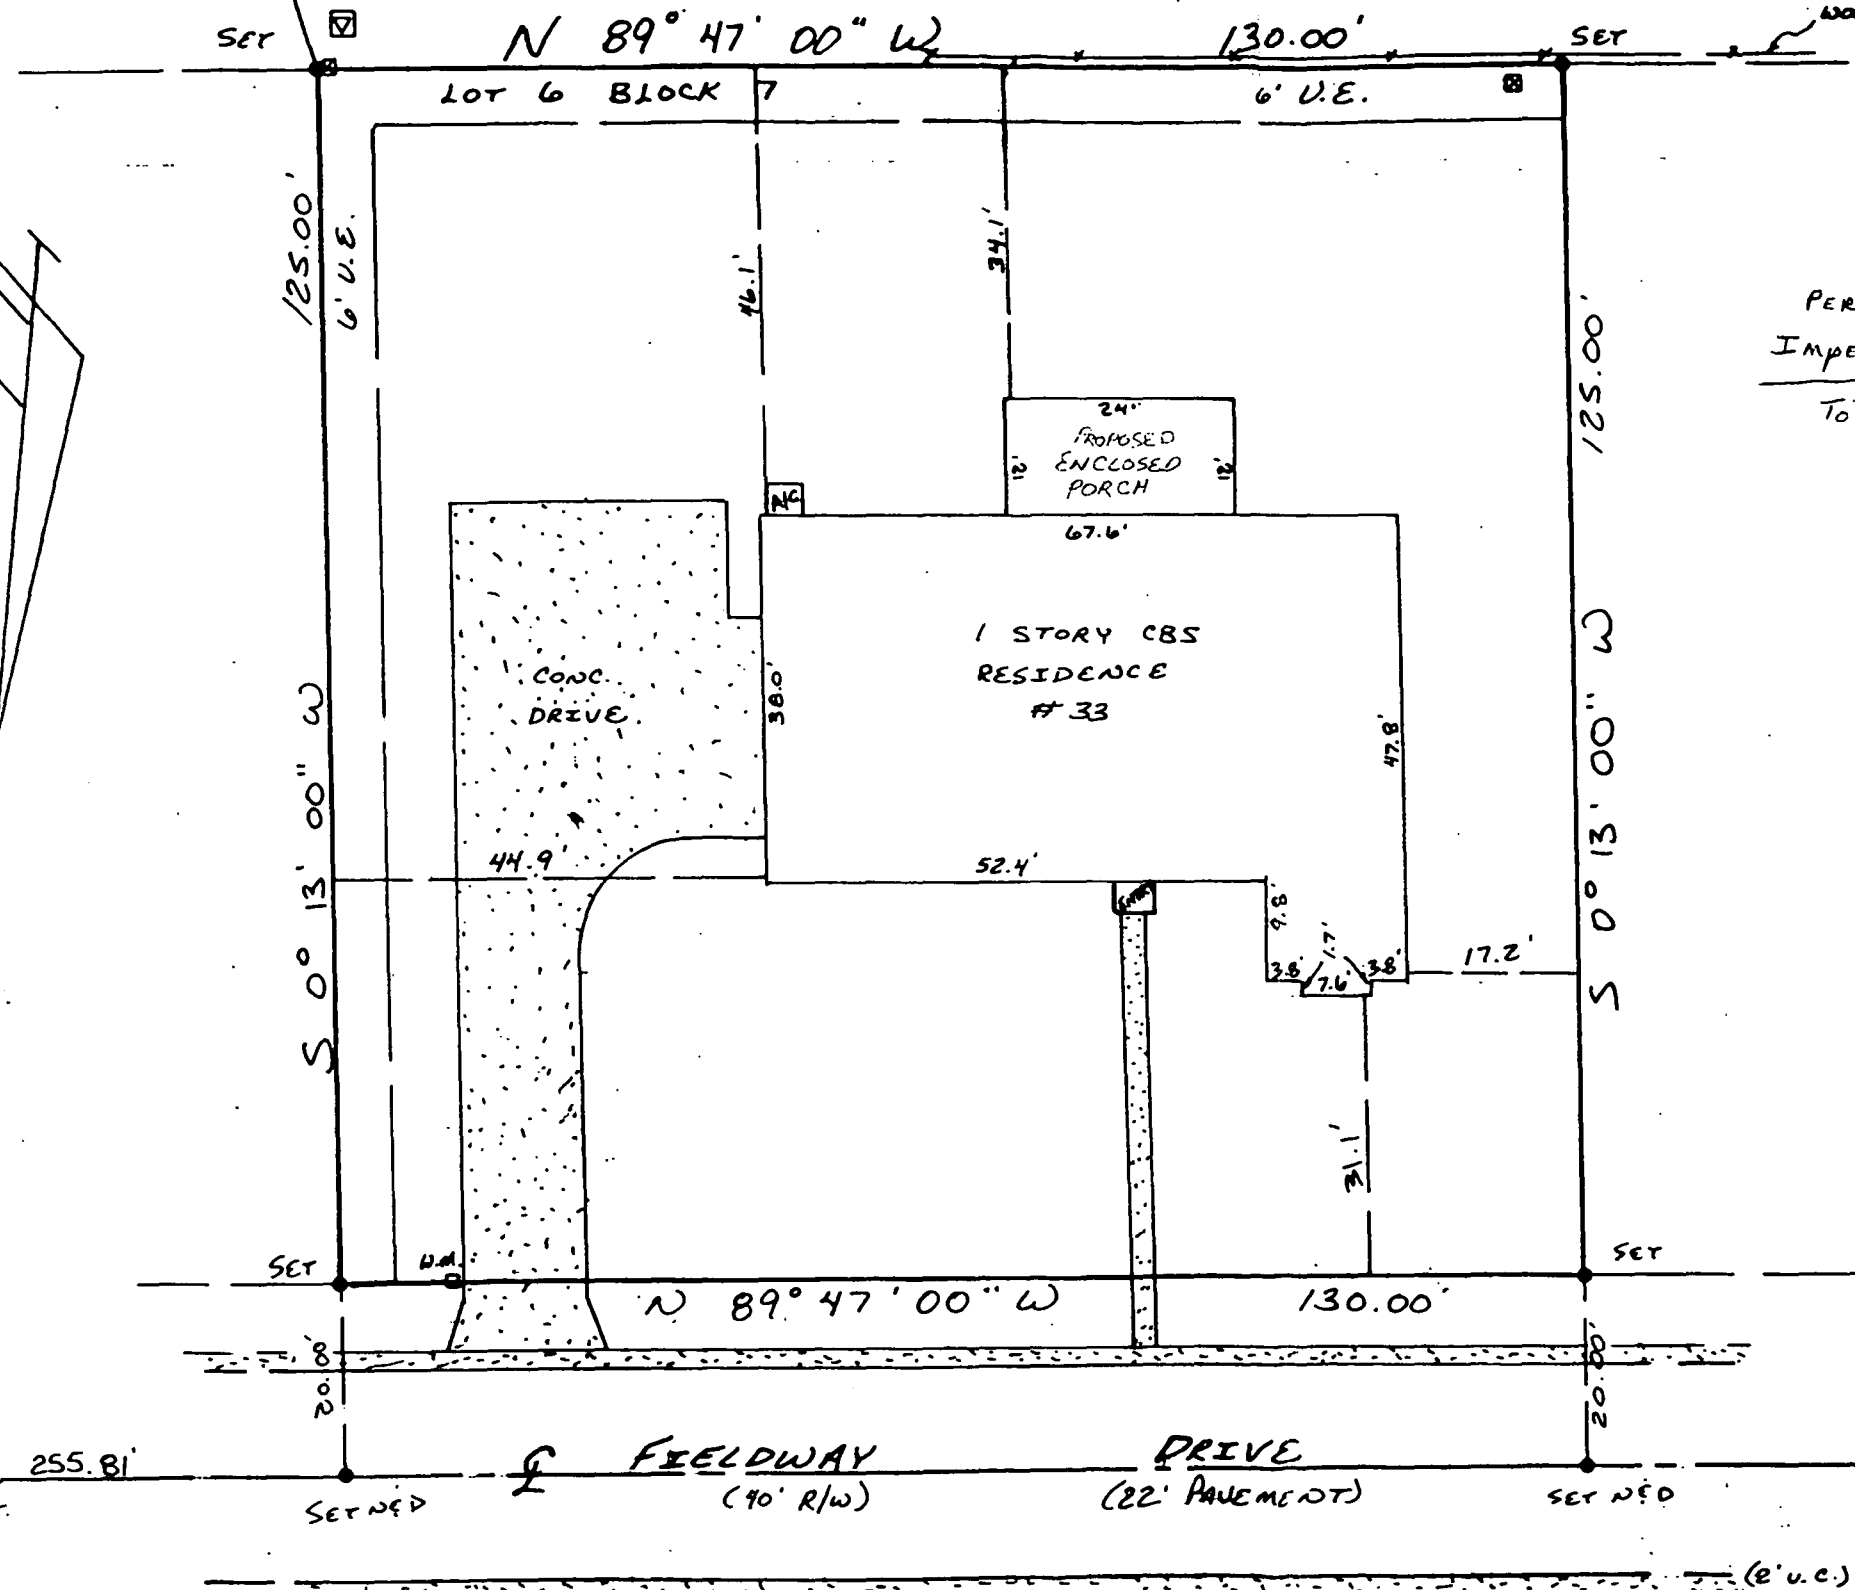 SET N 89° 47' 00" W 130.00' SET
LOT 6 BLOCK 7 6' U.E.
125.00'
6' U.E.
46.1'
34.1'
125.00'
PER
IMPE
TO
24'
PROPOSED
ENCLOSED
PORCH
12'
12'
A/C
67.6'
1 STORY CBS
RESIDENCE
# 33
CONC.
DRIVE
38.0'
47.8'
S 0° 13' 00" W
S 0° 13' 00" W
44.9'
52.4'
ENTRY
9.8'
1.7'
3.8' 7.6' 3.8'
17.2'
31.1'
SET W.M. SET
N 89° 47' 00" W 130.00'
20.8'
20.00'
255.81' ℄ FIELDWAY DRIVE
(40' R/W) (22' PAVEMENT)
SET N&D SET N&D
(2' U.C.)